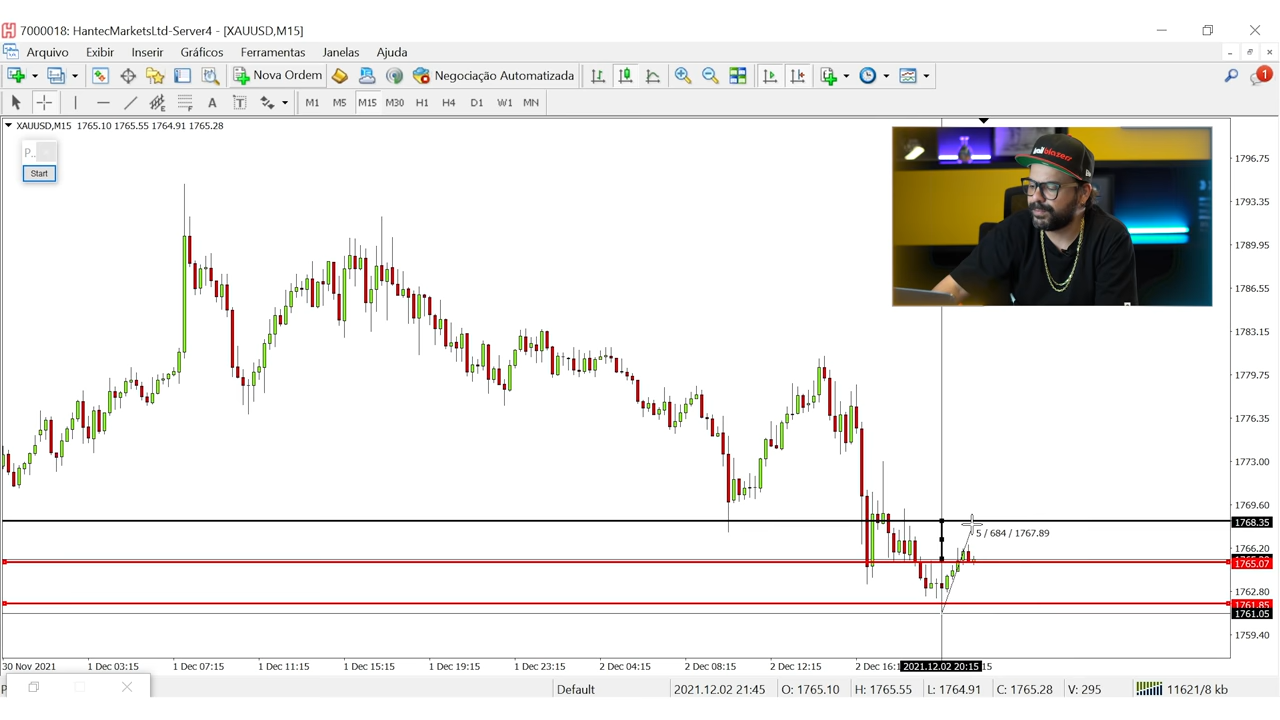 7000018: HantecMarketsLtd-Server4 - [XAUUSD,M15]
Arquivo Exibir Inserir Gráficos Ferramentas Janelas Ajuda
Nova Ordem Negociação Automatizada 1
A T M1 M5 M15 M30 H1 H4 D1 W1 MN
XAUUSD,M15 1765.10 1765.55 1764.91 1765.28
P...
Start
1796.75
1793.35
1789.95
1786.55
1783.15
1779.75
1776.35
1773.00
1769.60
1768.35
5 / 684 / 1767.89
1766.20
1765.07
1762.80
1761.85
1761.05
1759.40
30 Nov 2021 1 Dec 03:15 1 Dec 07:15 1 Dec 11:15 1 Dec 15:15 1 Dec 19:15 1 Dec 23:15 2 Dec 04:15 2 Dec 08:15 2 Dec 12:15 2 Dec 16:1 2021.12.02 20:15 15
Default 2021.12.02 21:45 O: 1765.10 H: 1765.55 L: 1764.91 C: 1765.28 V: 295 11621/8 kb